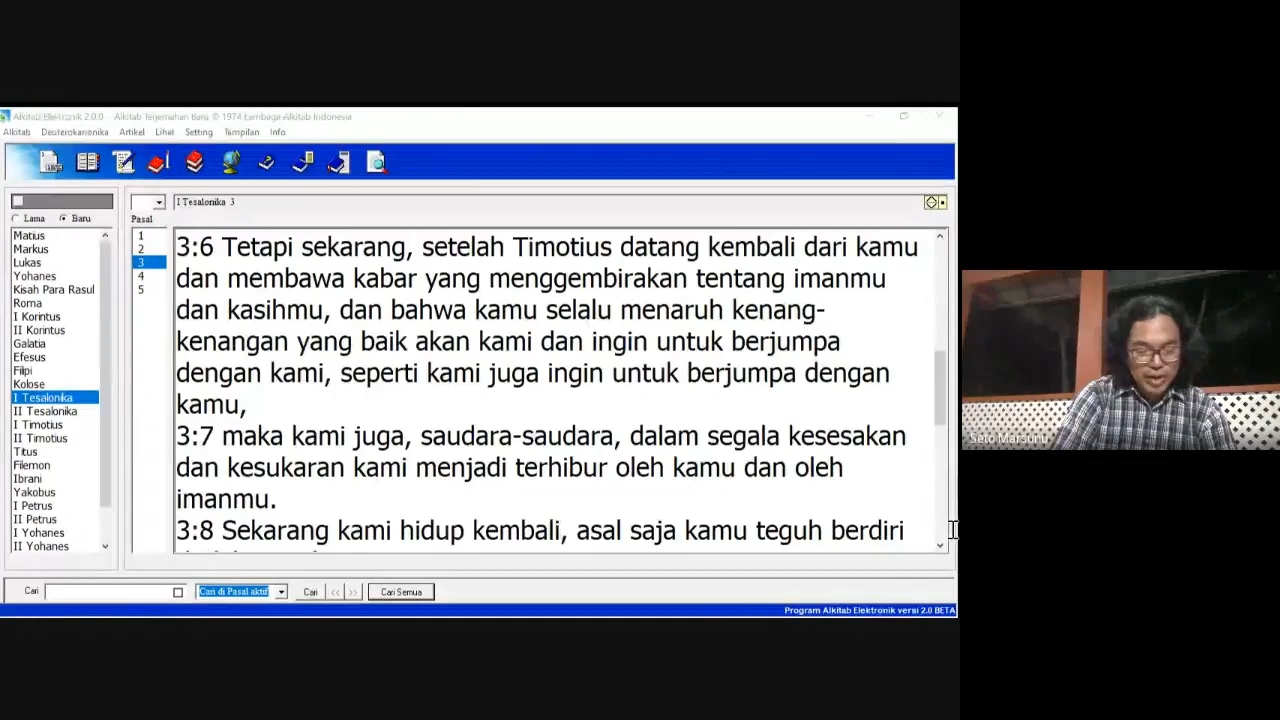 Alkitab Elektronik 2.0.0 - Alkitab Terjemahan Baru © 1974 Lembaga Alkitab Indonesia
Alkitab Deuterokanonika Artikel Lihat Setting Tampilan Info
Lama Baru
Pasal
I Tesalonika 3
Matius
Markus
Lukas
Yohanes
Kisah Para Rasul
Roma
I Korintus
II Korintus
Galatia
Efesus
Filipi
Kolose
I Tesalonika
II Tesalonika
I Timotius
II Timotius
Titus
Filemon
Ibrani
Yakobus
I Petrus
II Petrus
I Yohanes
II Yohanes
1
2
3
4
5
3:6 Tetapi sekarang, setelah Timotius datang kembali dari kamu
dan membawa kabar yang menggembirakan tentang imanmu
dan kasihmu, dan bahwa kamu selalu menaruh kenang-
kenangan yang baik akan kami dan ingin untuk berjumpa
dengan kami, seperti kami juga ingin untuk berjumpa dengan
kamu,
3:7 maka kami juga, saudara-saudara, dalam segala kesesakan
dan kesukaran kami menjadi terhibur oleh kamu dan oleh
imanmu.
3:8 Sekarang kami hidup kembali, asal saja kamu teguh berdiri
Cari Cari di Pasal aktif Cari << >> Cari Semua
Program Alkitab Elektronik versi 2.0 BETA
Seto Marsunu